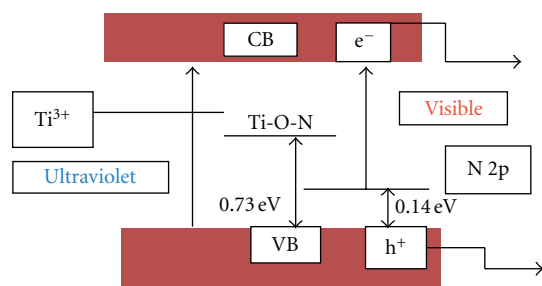 CB
e⁻
Ti³⁺
Visible
Ti-O-N
Ultraviolet
N 2p
0.73 eV
0.14 eV
VB
h⁺